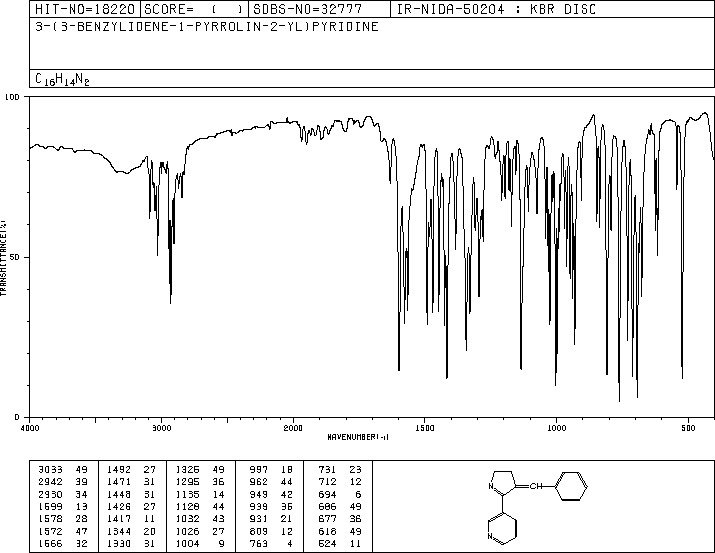 HIT-NO=18220 SCORE= ( ) SDBS-NO=32777 IR-NIDA-50204 : KBR DISC
3-(3-BENZYLIDENE-1-PYRROLIN-2-YL)PYRIDINE
C16H14N2
100
50
0
TRANSMITTANCE(%)
4000 3000 2000 1500 1000 500
WAVENUMBER(-1)
3033 49 1492 27 1326 49 997 18 731 23
2942 39 1471 31 1295 36 962 44 712 12
2930 34 1448 31 1135 14 949 42 694 6
1599 13 1426 27 1128 44 939 36 686 49
1578 28 1417 11 1032 43 931 21 677 36
1572 47 1344 20 1026 27 809 12 618 49
1566 32 1330 31 1004 9 763 4 524 11
N
CH
N